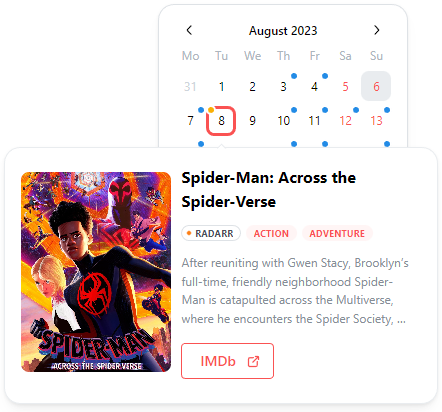 August 2023
Mo Tu We Th Fr Sa Su
31 1 2 3 4 5 6
7 8 9 10 11 12 13
Spider-Man: Across the
Spider-Verse
RADARR ACTION ADVENTURE
After reuniting with Gwen Stacy, Brooklyn's
full-time, friendly neighborhood Spider-
Man is catapulted across the Multiverse,
where he encounters the Spider Society, ...
SPIDER-MAN
ACROSS THE SPIDER-VERSE
IMDb